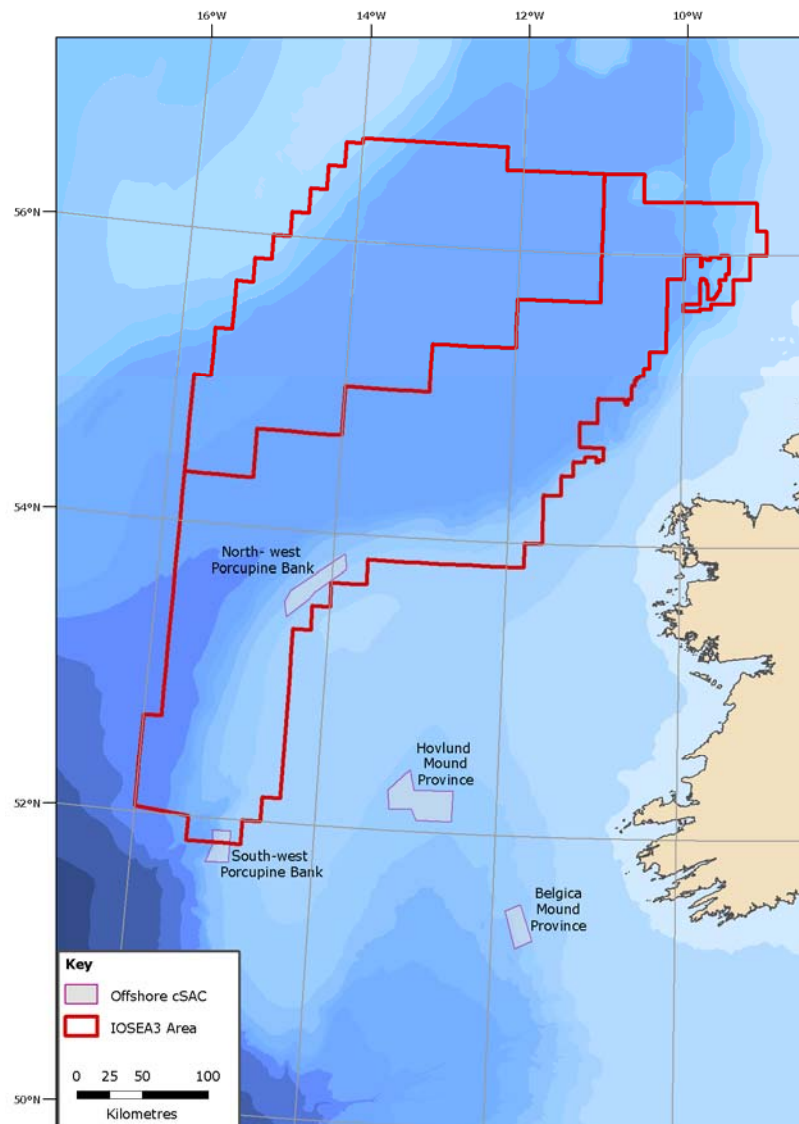 16°W
14°W
12°W
10°W
56°N
54°N
North- west
Porcupine Bank
Hovlund
Mound
Province
52°N
South-west
Porcupine Bank
Belgica
Mound
Province
Key
Offshore cSAC
IOSEA3 Area
0 25 50 100
Kilometres
50°N